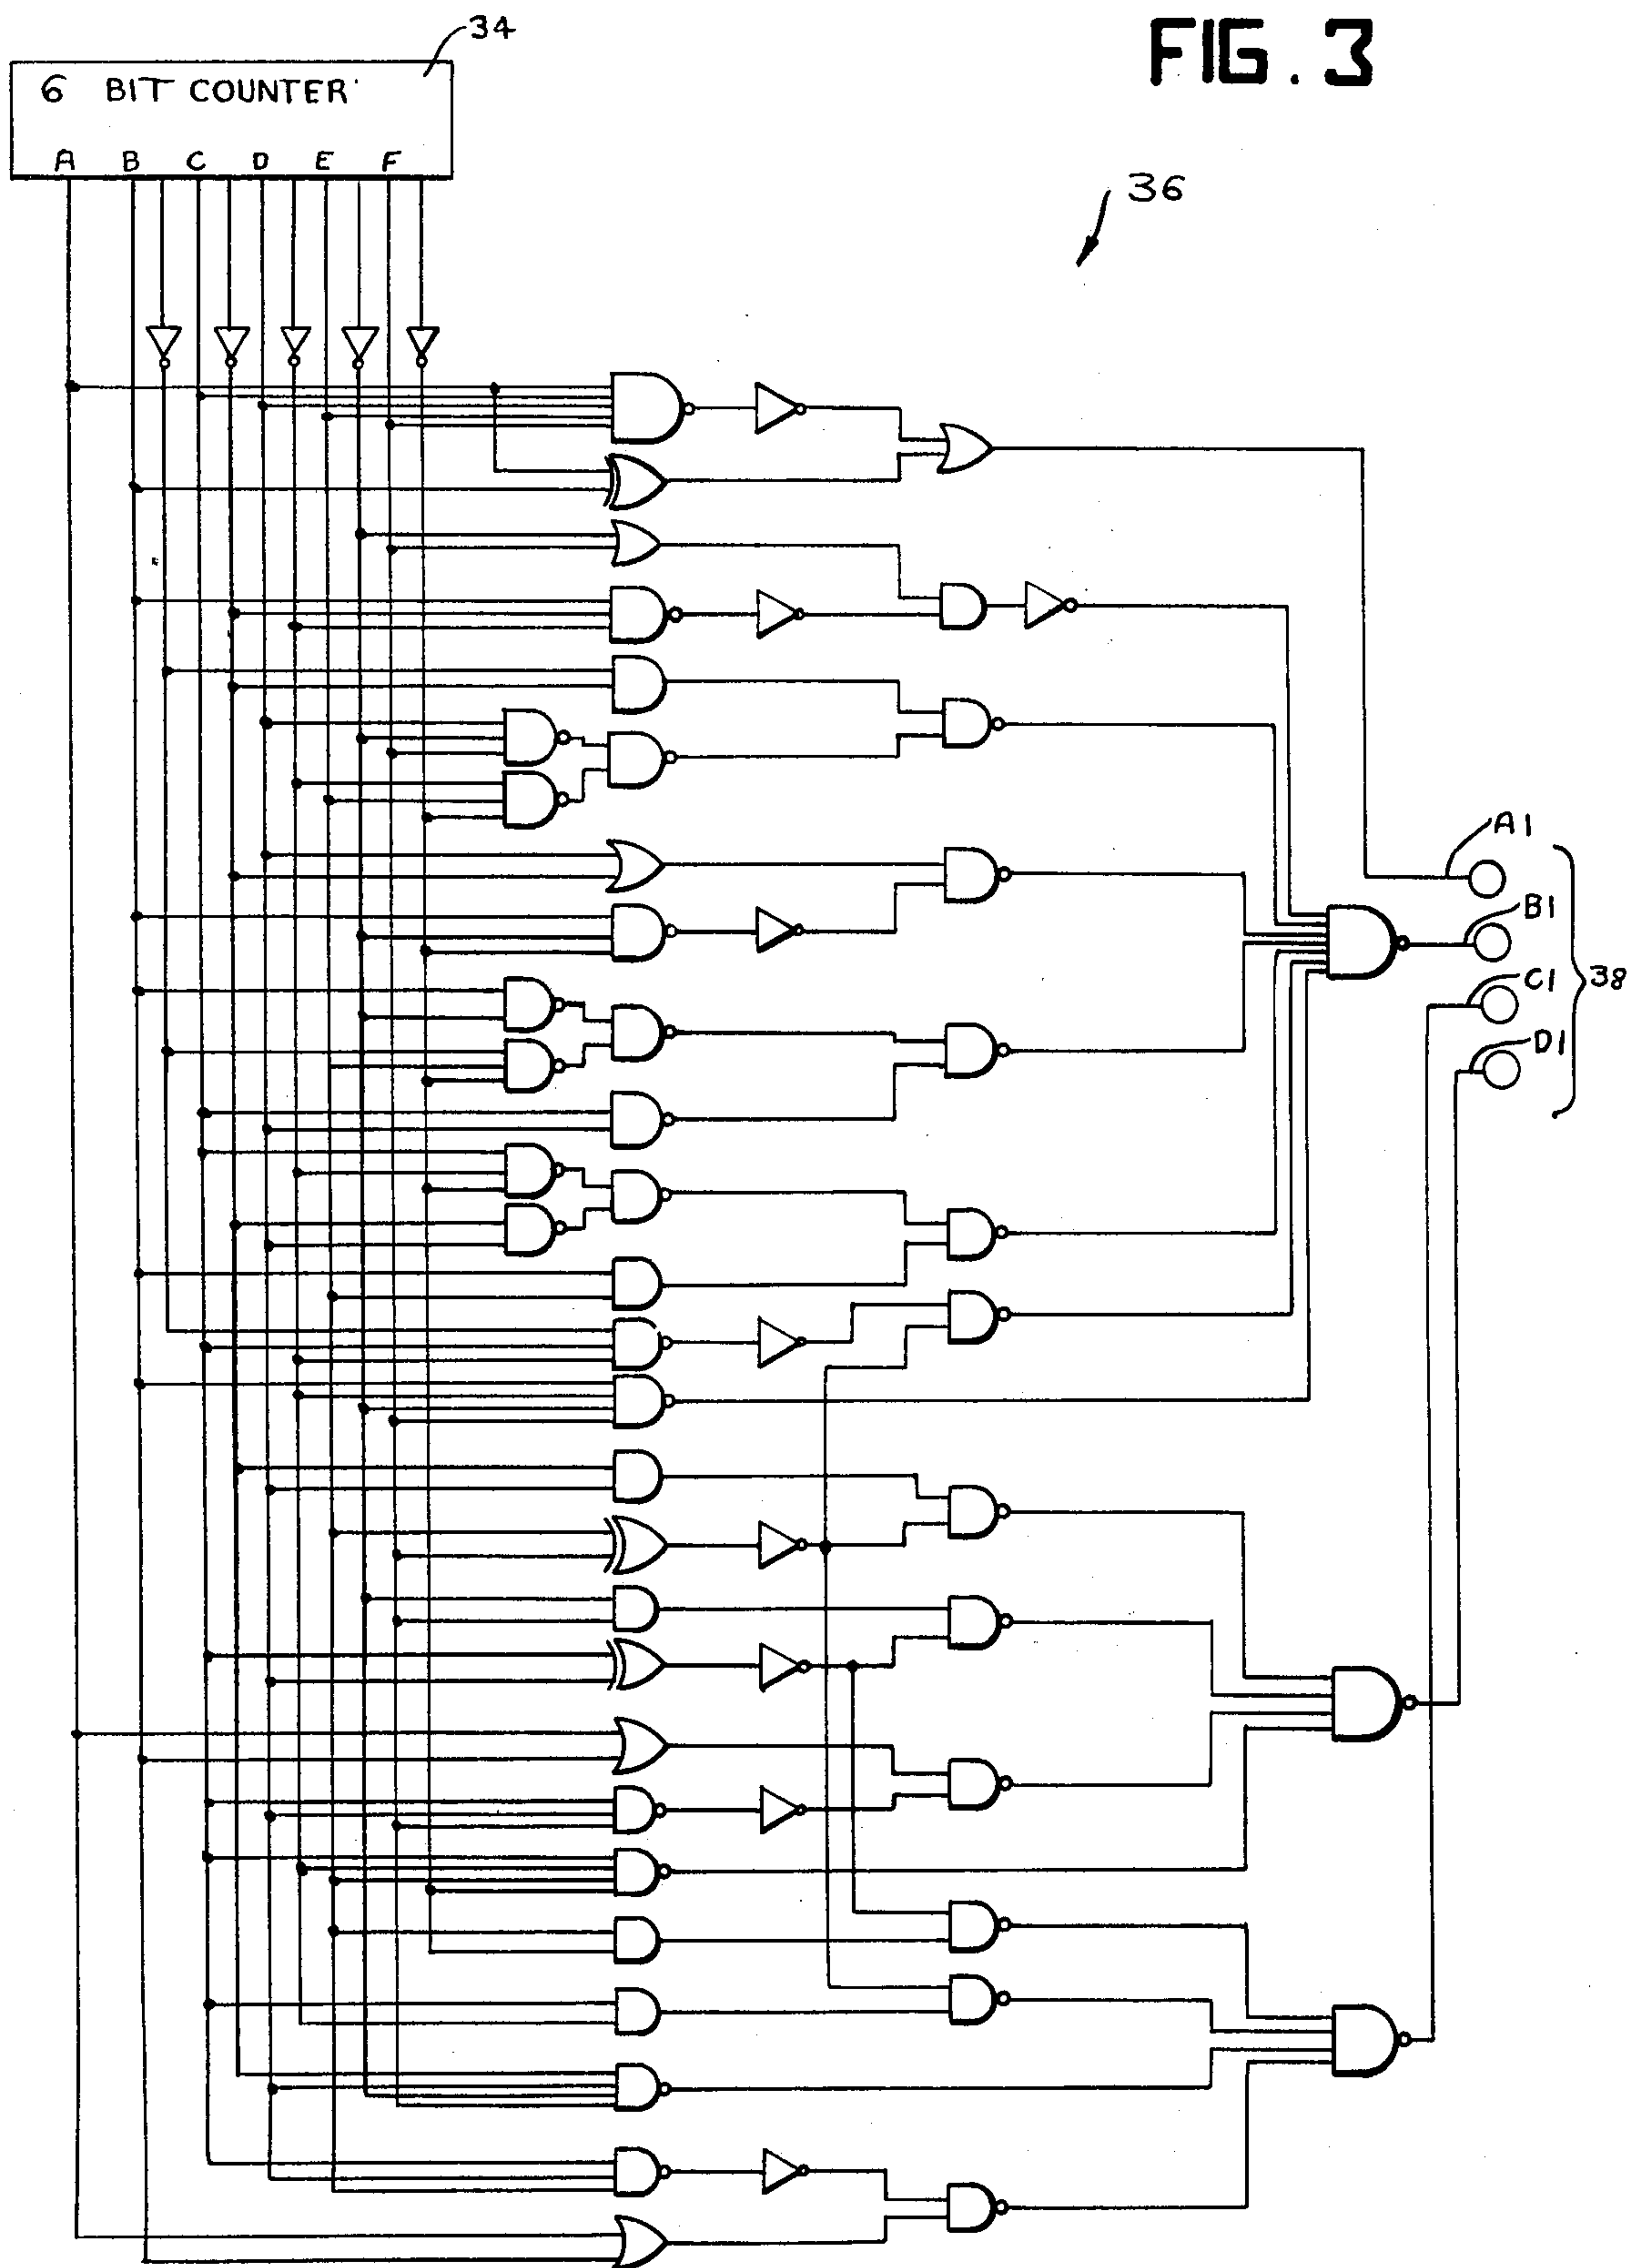 FIG. 3
34
6 BIT COUNTER
A B C D E F
36
A1
B1
C1
D1
38